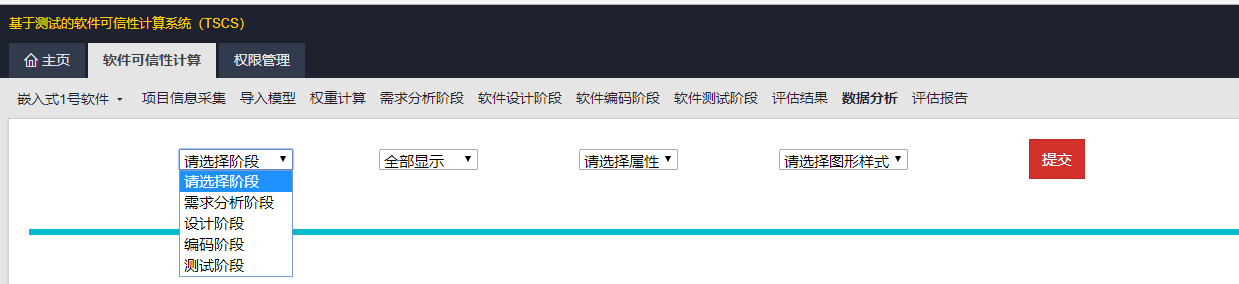 基于测试的软件可信性计算系统（TSCS）
主页 软件可信性计算 权限管理
嵌入式1号软件 项目信息采集 导入模型 权重计算 需求分析阶段 软件设计阶段 软件编码阶段 软件测试阶段 评估结果 数据分析 评估报告
请选择阶段 全部显示 请选择属性 请选择图形样式 提交
请选择阶段
需求分析阶段
设计阶段
编码阶段
测试阶段